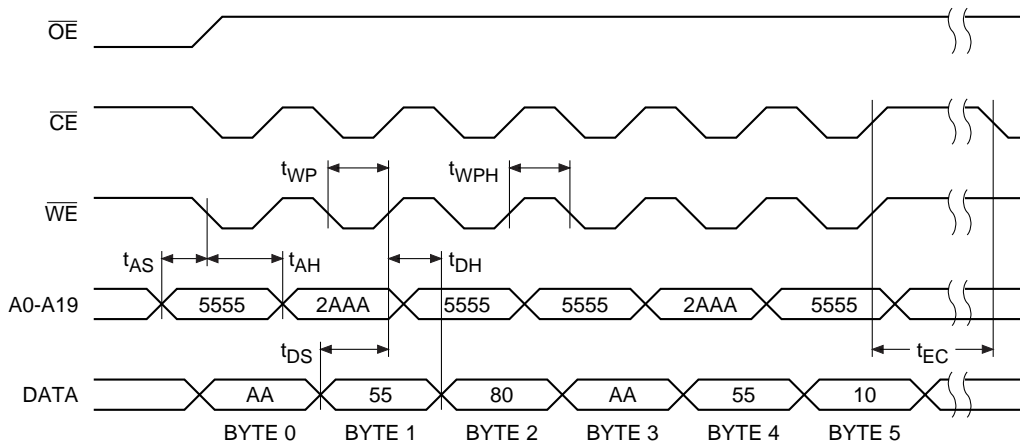 OE
CE
tWP tWPH
WE
tAS tAH tDH
A0-A19 5555 2AAA 5555 5555 2AAA 5555
tDS tEC
DATA AA 55 80 AA 55 10
BYTE 0 BYTE 1 BYTE 2 BYTE 3 BYTE 4 BYTE 5